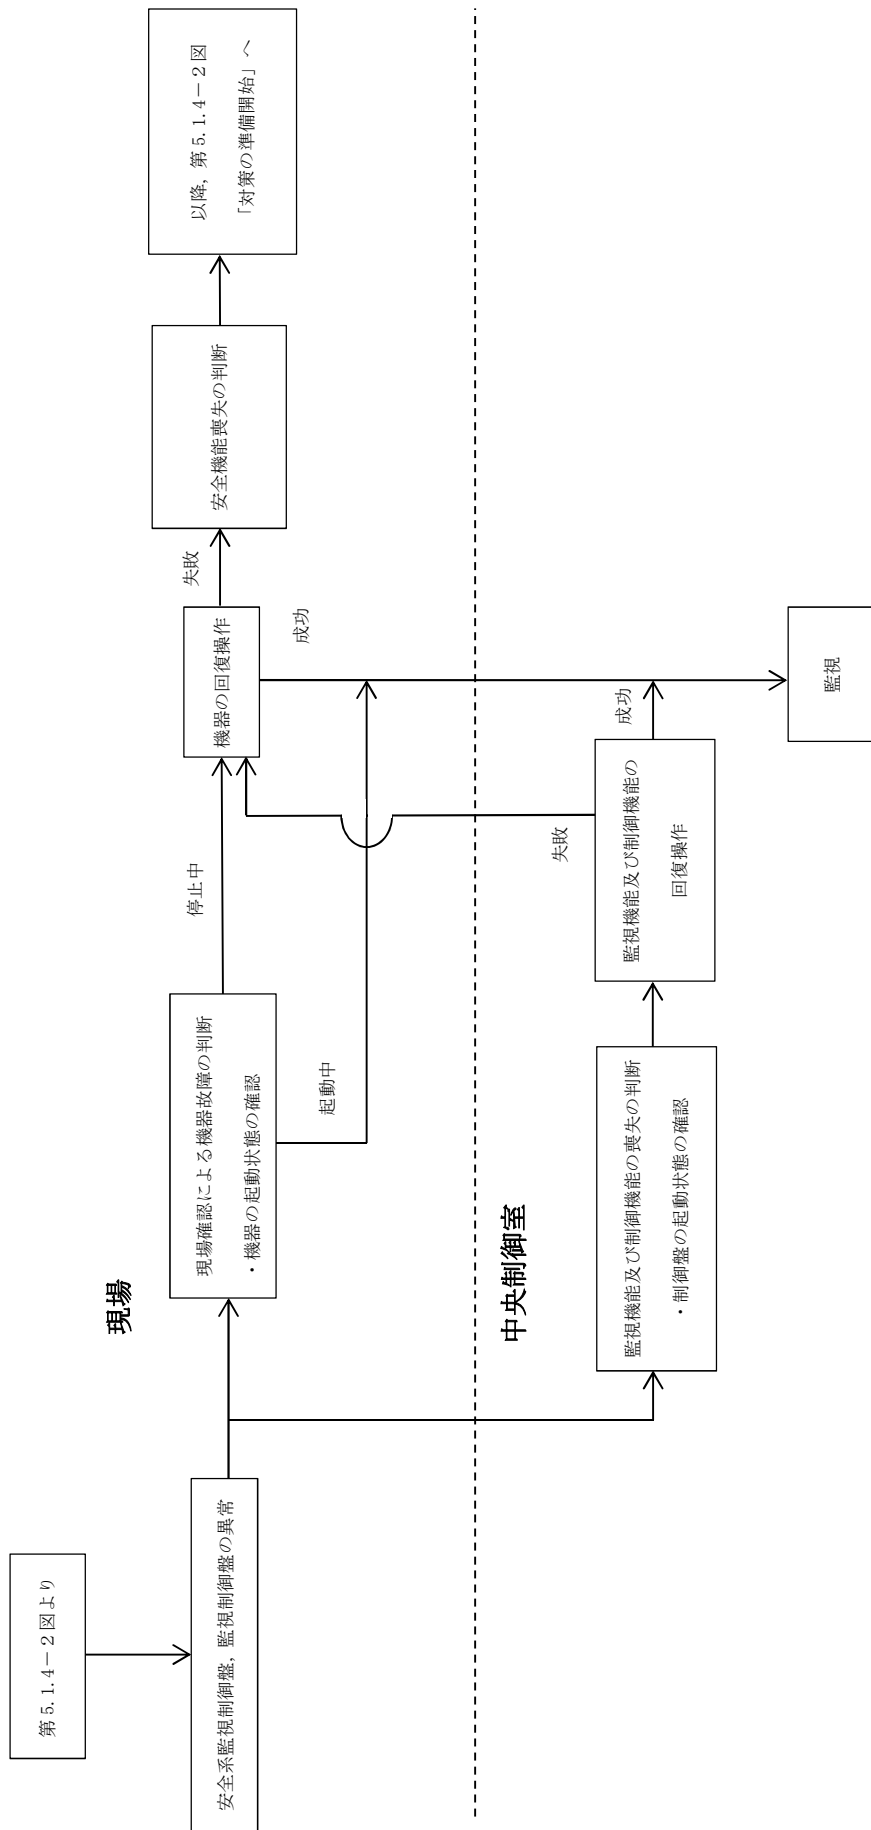 第5.1.4－2図より
安全系監視制御盤，監視制御盤の異常
現場
現場確認による機器故障の判断
・機器の起動状態の確認
停止中
起動中
機器の回復操作
失敗
成功
安全機能喪失の判断
以降，第5.1.4－2図
「対策の準備開始」へ
中央制御室
監視機能及び制御機能の喪失の判断
・制御盤の起動状態の確認
監視機能及び制御機能の
回復操作
失敗
成功
監視